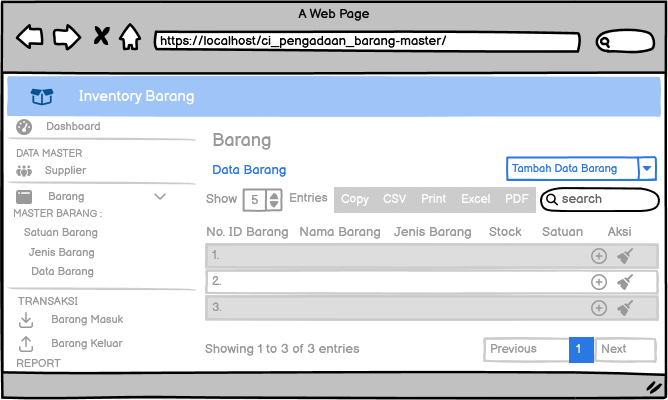 A Web Page
https://localhost/ci_pengadaan_barang-master/
Inventory Barang
Dashboard
DATA MASTER
Supplier
Barang
MASTER BARANG :
Satuan Barang
Jenis Barang
Data Barang
TRANSAKSI
Barang Masuk
Barang Keluar
REPORT
Barang
Data Barang
Tambah Data Barang
Show 5 Entries Copy CSV Print Excel PDF search
No. ID Barang Nama Barang Jenis Barang Stock Satuan Aksi
1.
2.
3.
Showing 1 to 3 of 3 entries Previous 1 Next